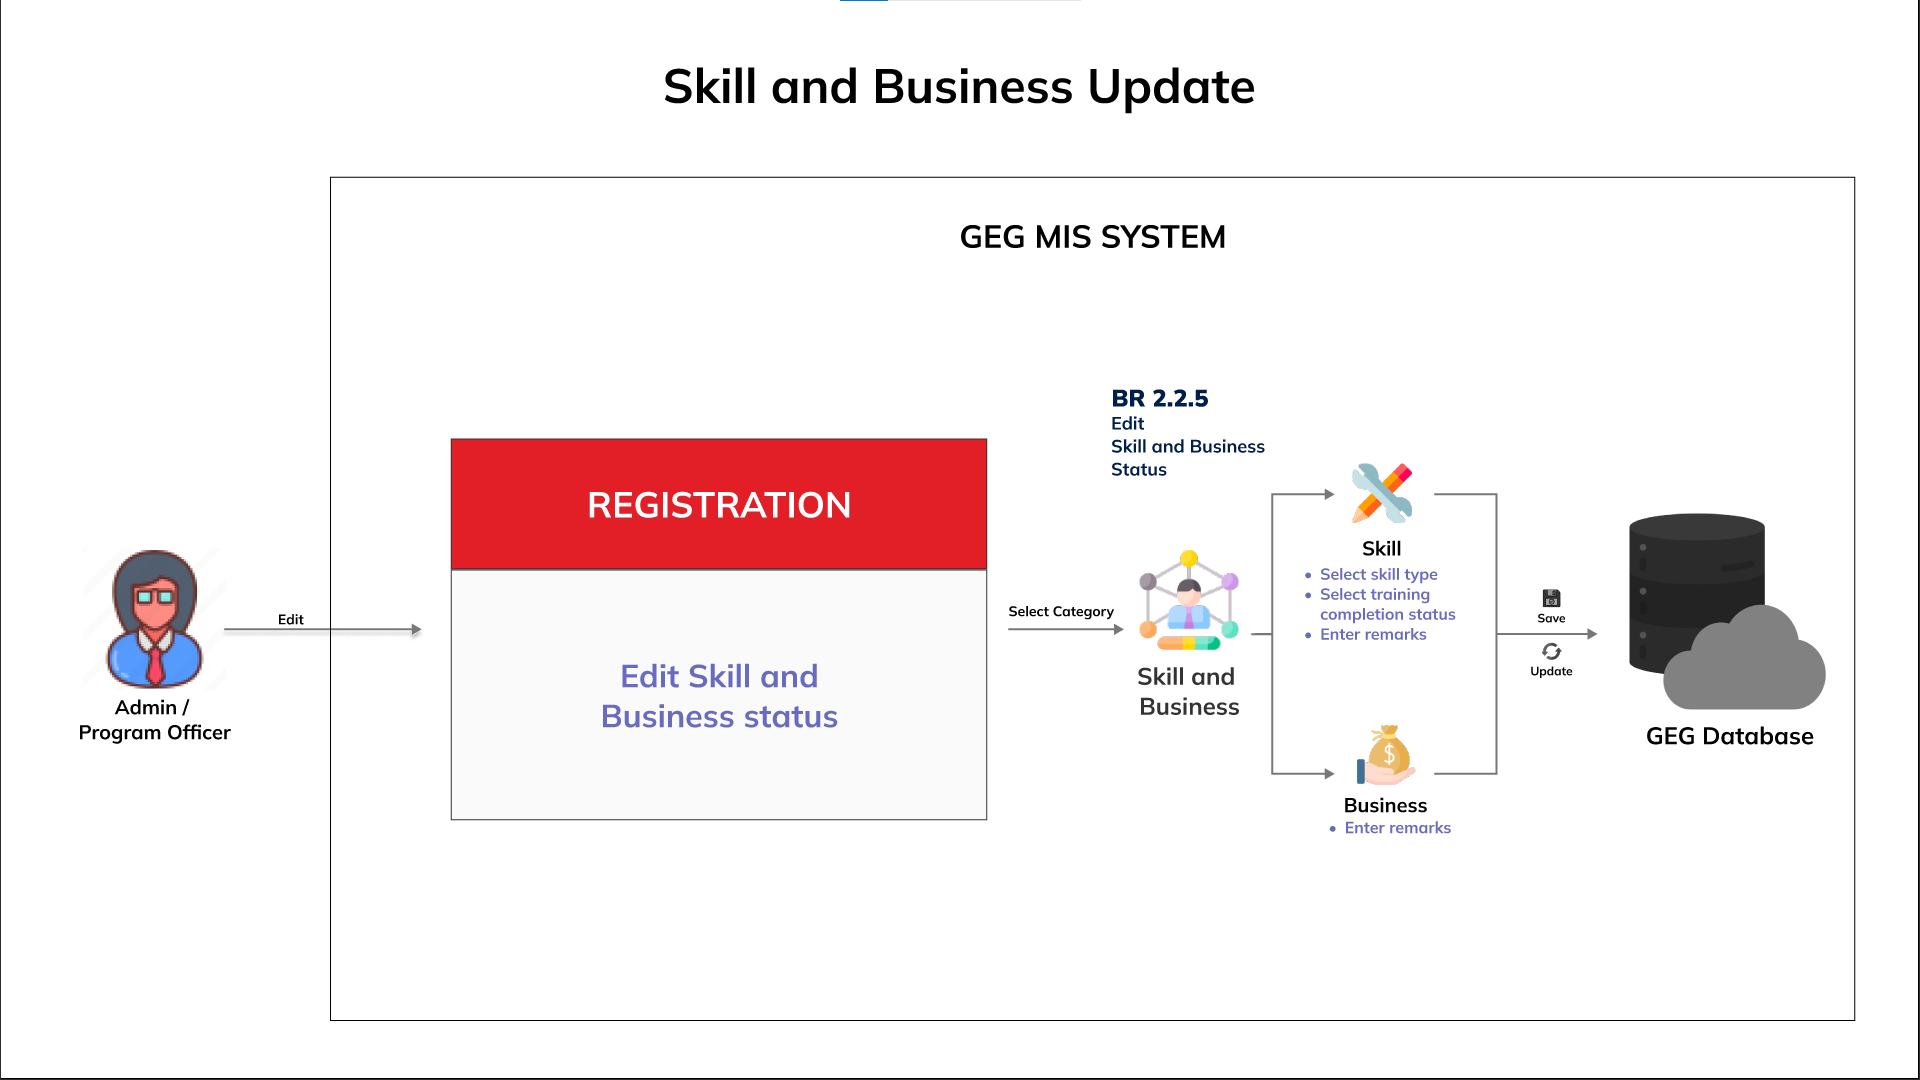 Skill and Business Update
GEG MIS SYSTEM
BR 2.2.5
Edit
Skill and Business
Status
REGISTRATION
Edit Skill and
Business status
Admin /
Program Officer
Edit
Select Category
Skill and
Business
Skill
• Select skill type
• Select training
completion status
• Enter remarks
Business
• Enter remarks
Save
Update
GEG Database